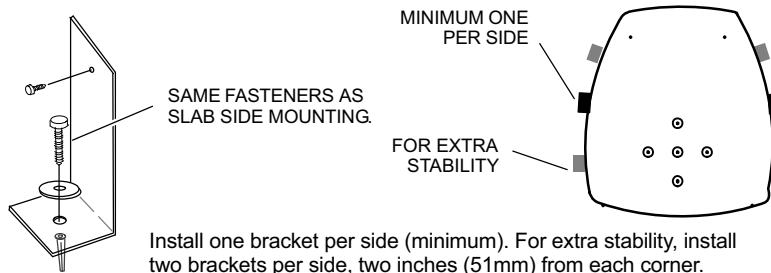 MINIMUM ONE
PER SIDE
SAME FASTENERS AS
SLAB SIDE MOUNTING.
FOR EXTRA
STABILITY
Install one bracket per side (minimum). For extra stability, install
two brackets per side, two inches (51mm) from each corner.